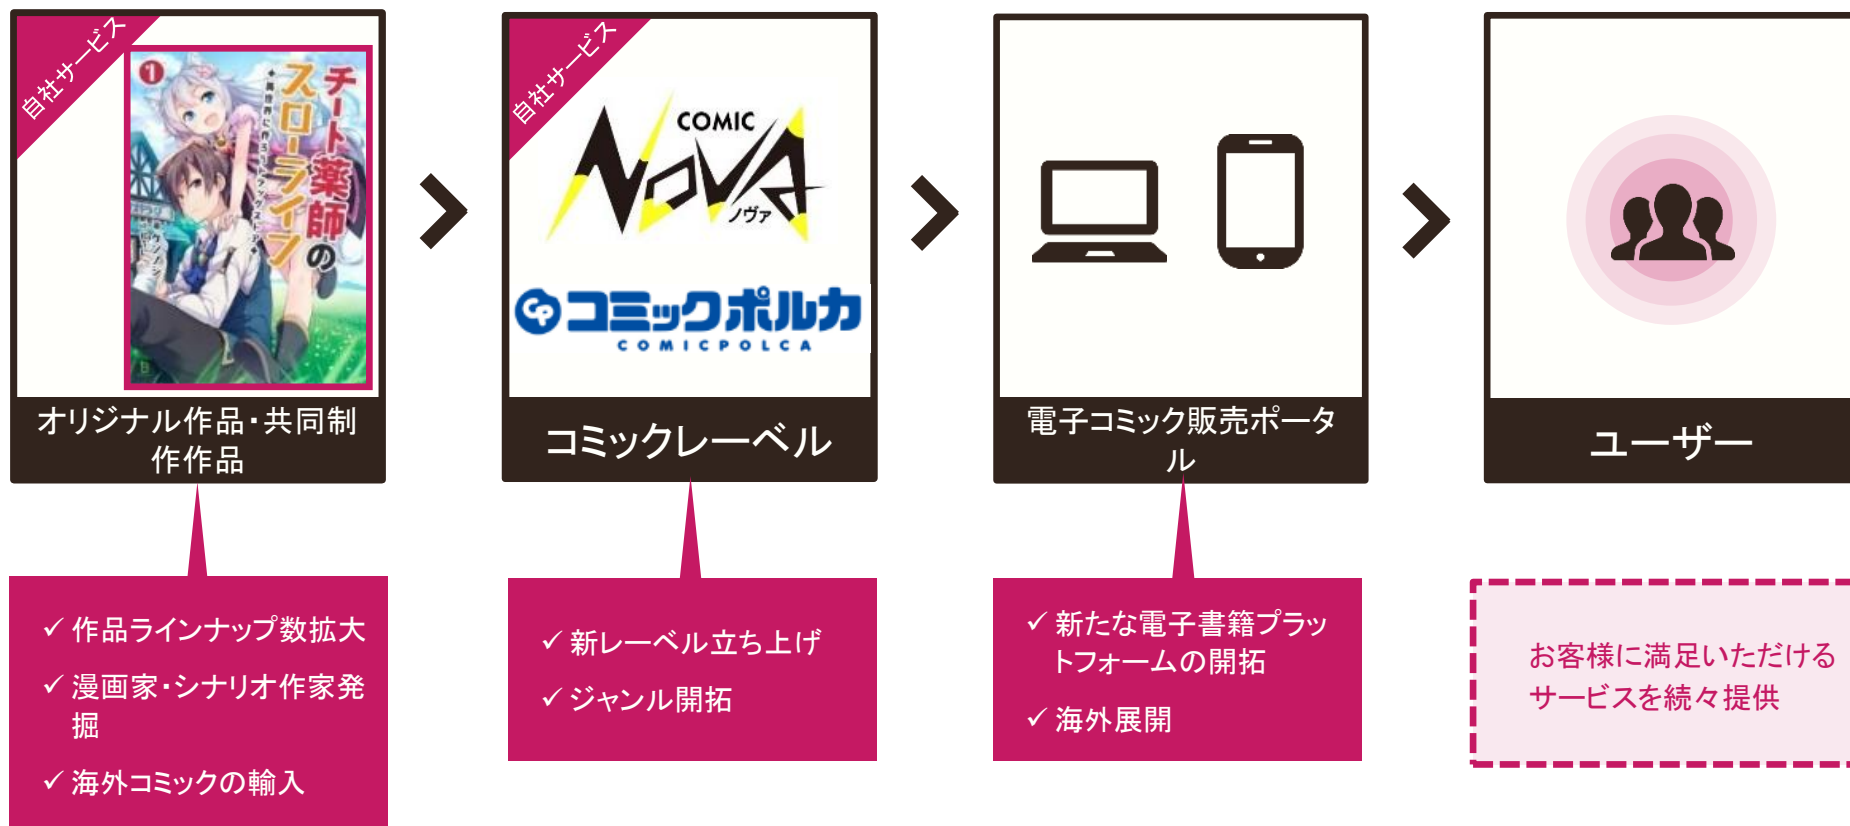 自社サービス
1
チート薬師の
スローライフ
オリジナル作品・共同制
作作品
自社サービス
COMIC
NOVA
ノヴァ
CP
コミックポルカ
COMICPOLCA
コミックレーベル
電子コミック販売ポータ
ル
ユーザー
✓ 作品ラインナップ数拡大
✓ 漫画家・シナリオ作家発
掘
✓ 海外コミックの輸入
✓ 新レーベル立ち上げ
✓ ジャンル開拓
✓ 新たな電子書籍プラッ
トフォームの開拓
✓ 海外展開
お客様に満足いただける
サービスを続々提供